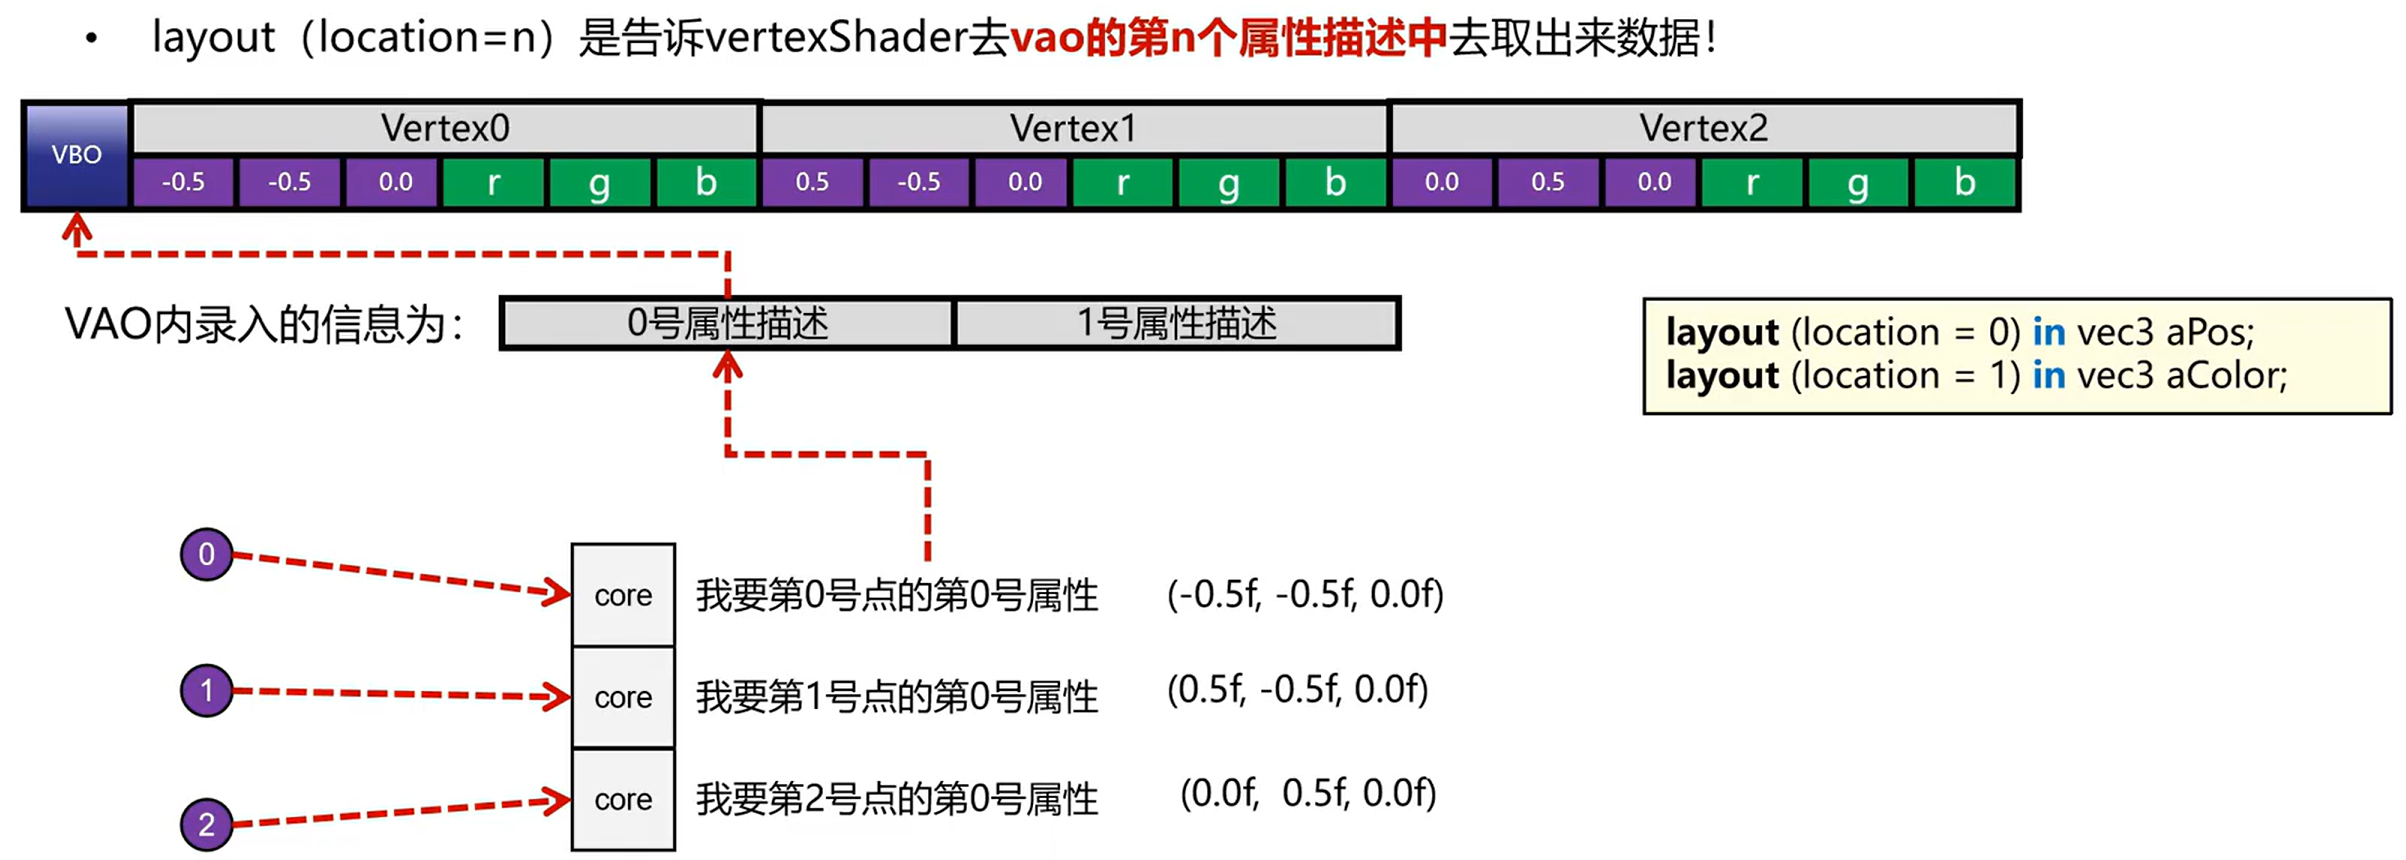 • layout（location=n）是告诉vertexShader去vao的第n个属性描述中去取出来数据！
VBO Vertex0 Vertex1 Vertex2
-0.5 -0.5 0.0 r g b 0.5 -0.5 0.0 r g b 0.0 0.5 0.0 r g b
VAO内录入的信息为： 0号属性描述 1号属性描述
layout (location = 0) in vec3 aPos;
layout (location = 1) in vec3 aColor;
0 core 我要第0号点的第0号属性 (-0.5f, -0.5f, 0.0f)
1 core 我要第1号点的第0号属性 (0.5f, -0.5f, 0.0f)
2 core 我要第2号点的第0号属性 (0.0f, 0.5f, 0.0f)